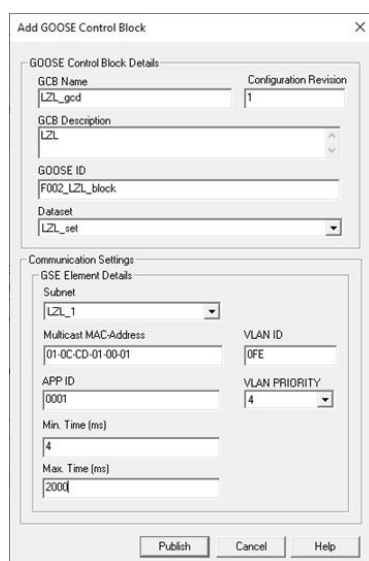 Add GOOSE Control Block
GOOSE Control Block Details
GCB Name
Configuration Revision
LZL_gcd
1
GCB Description
LZL
GOOSE ID
F002_LZL_block
Dataset
LZL_set
Communication Settings
GSE Element Details
Subnet
LZL_1
Multicast MAC-Address
VLAN ID
01-0C-CD-01-00-01
0FE
APP ID
VLAN PRIORITY
0001
4
Min. Time (ms)
4
Max. Time (ms)
2000
Publish
Cancel
Help